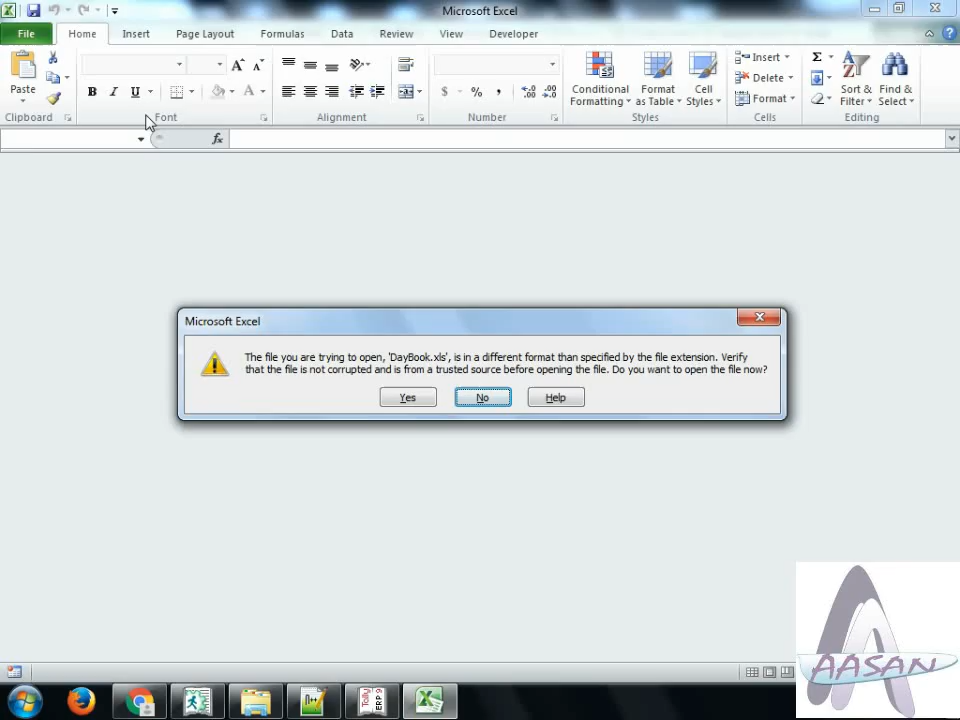 Microsoft Excel
File Home Insert Page Layout Formulas Data Review View Developer
Paste
B I U
$ % ,
Conditional Formatting
Format as Table
Cell Styles
Insert
Delete
Format
Σ
Sort & Filter
Find & Select
Clipboard Font Alignment Number Styles Cells Editing
fx
Microsoft Excel
The file you are trying to open, 'DayBook.xls', is in a different format than specified by the file extension. Verify
that the file is not corrupted and is from a trusted source before opening the file. Do you want to open the file now?
Yes No Help
AASAN
Tally
ERP 9